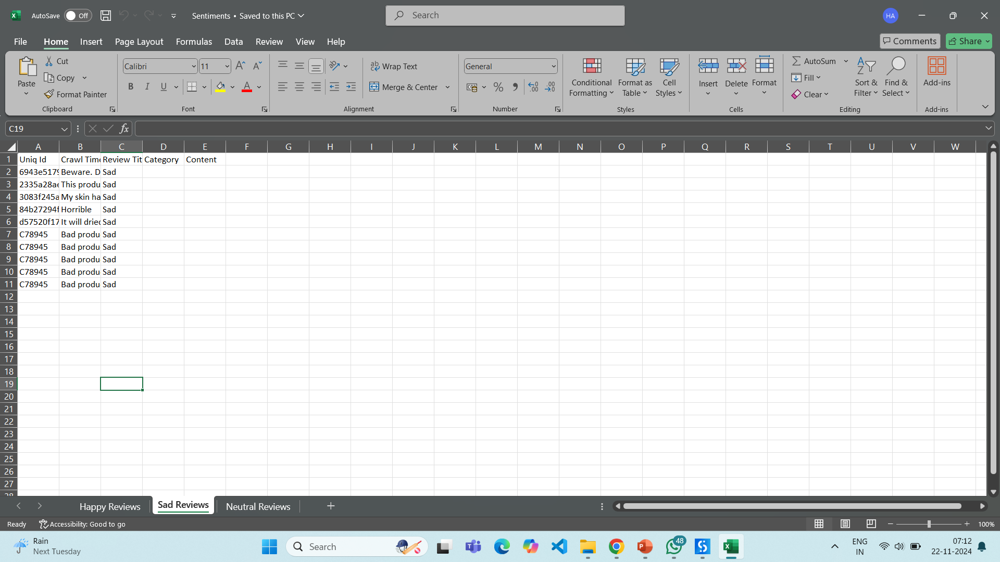 AutoSave Off Sentiments • Saved to this PC Search HA
File Home Insert Page Layout Formulas Data Review View Help Comments Share
Paste Cut Copy Format Painter Clipboard
Calibri 11 B I U A Font
Wrap Text Merge & Center Alignment
General % Number
Conditional Formatting Format as Table Cell Styles Styles
Insert Delete Format Cells
AutoSum Fill Clear Sort & Filter Find & Select Editing
Add-ins Add-ins
C19 fx
A B C D E F G H I J K L M N O P Q R S T U V W
1 Uniq Id Crawl Time Review Tit Category Content
2 6943e5179 Beware. D Sad
3 2335a28ae This produ Sad
4 3083f245a My skin ha Sad
5 84b27294f Horrible Sad
6 d57520f17 It will dried Sad
7 C78945 Bad produ Sad
8 C78945 Bad produ Sad
9 C78945 Bad produ Sad
10 C78945 Bad produ Sad
11 C78945 Bad produ Sad
12
13
14
15
16
17
18
19
20
21
22
23
24
25
26
27
28
Happy Reviews Sad Reviews Neutral Reviews
Ready Accessibility: Good to go 100%
Rain Search 48 ENG 07:12
Next Tuesday IN 22-11-2024